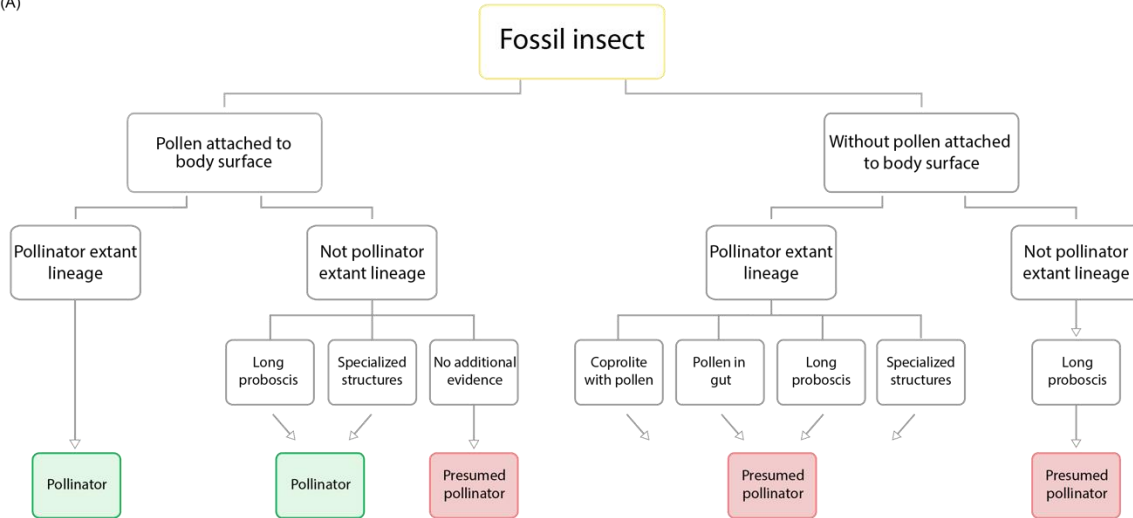 (A)
Fossil insect
Pollen attached to
body surface
Without pollen attached
to body surface
Pollinator extant
lineage
Not pollinator
extant lineage
Pollinator extant
lineage
Not pollinator
extant lineage
Long
proboscis
Specialized
structures
No additional
evidence
Coprolite
with pollen
Pollen in
gut
Long
proboscis
Specialized
structures
Long
proboscis
Pollinator
Pollinator
Presumed
pollinator
Presumed
pollinator
Presumed
pollinator